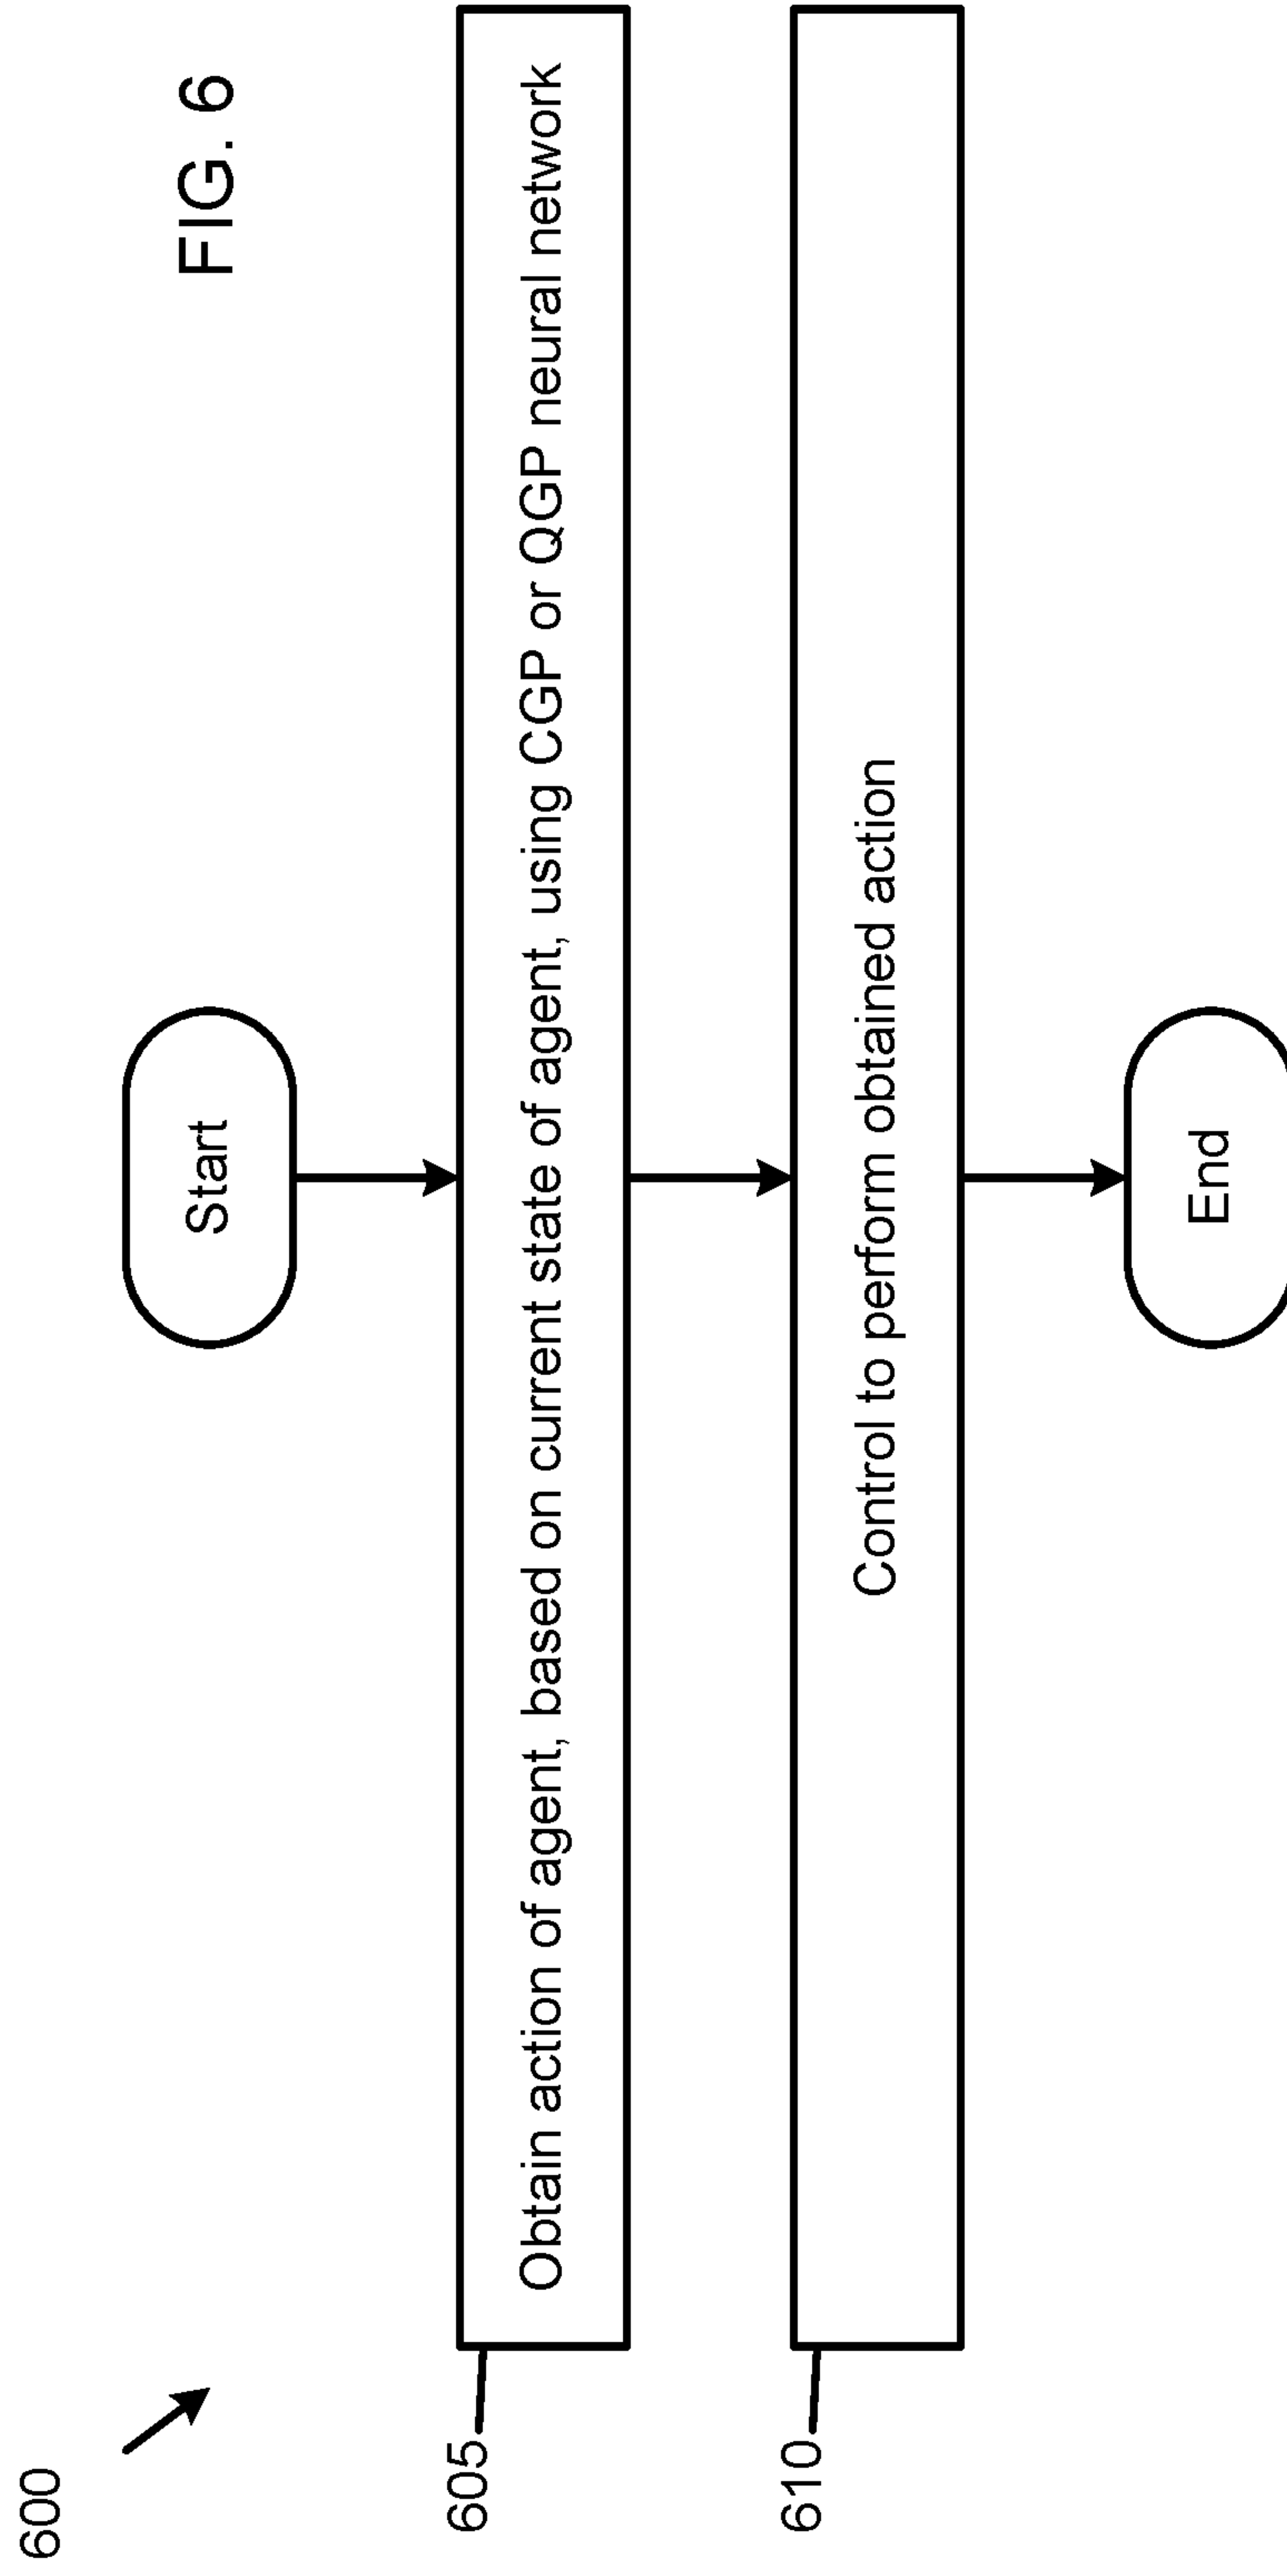 600
FIG. 6
Start
605
Obtain action of agent, based on current state of agent, using CGP or QGP neural network
610
Control to perform obtained action
End